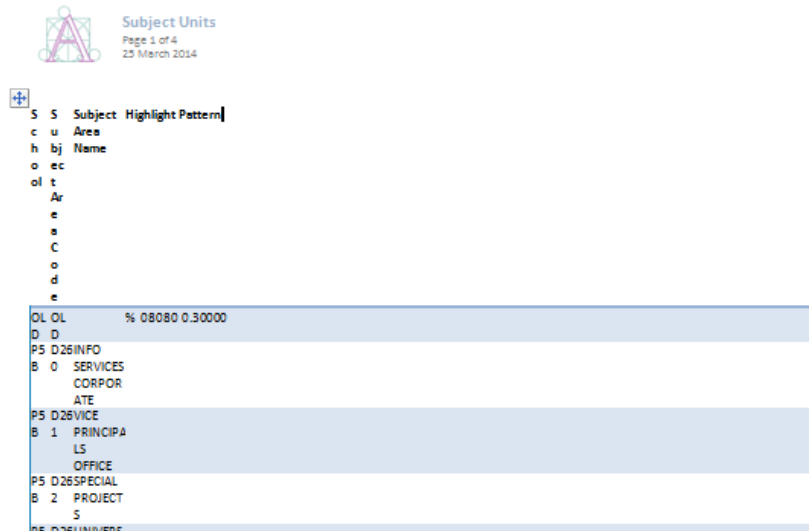 Subject Units
Page 1 of 4
25 March 2014
S S Subject Highlight Pattern
c u Area
h bj Name
o ec
ol t
Ar
e
a
C
o
d
e
OL OL % 08080 0.30000
D D
P5 D26INFO
B 0 SERVICES
CORPOR
ATE
P5 D26VICE
B 1 PRINCIPA
LS
OFFICE
P5 D26SPECIAL
B 2 PROJECT
S
P5 D26UNIVERS